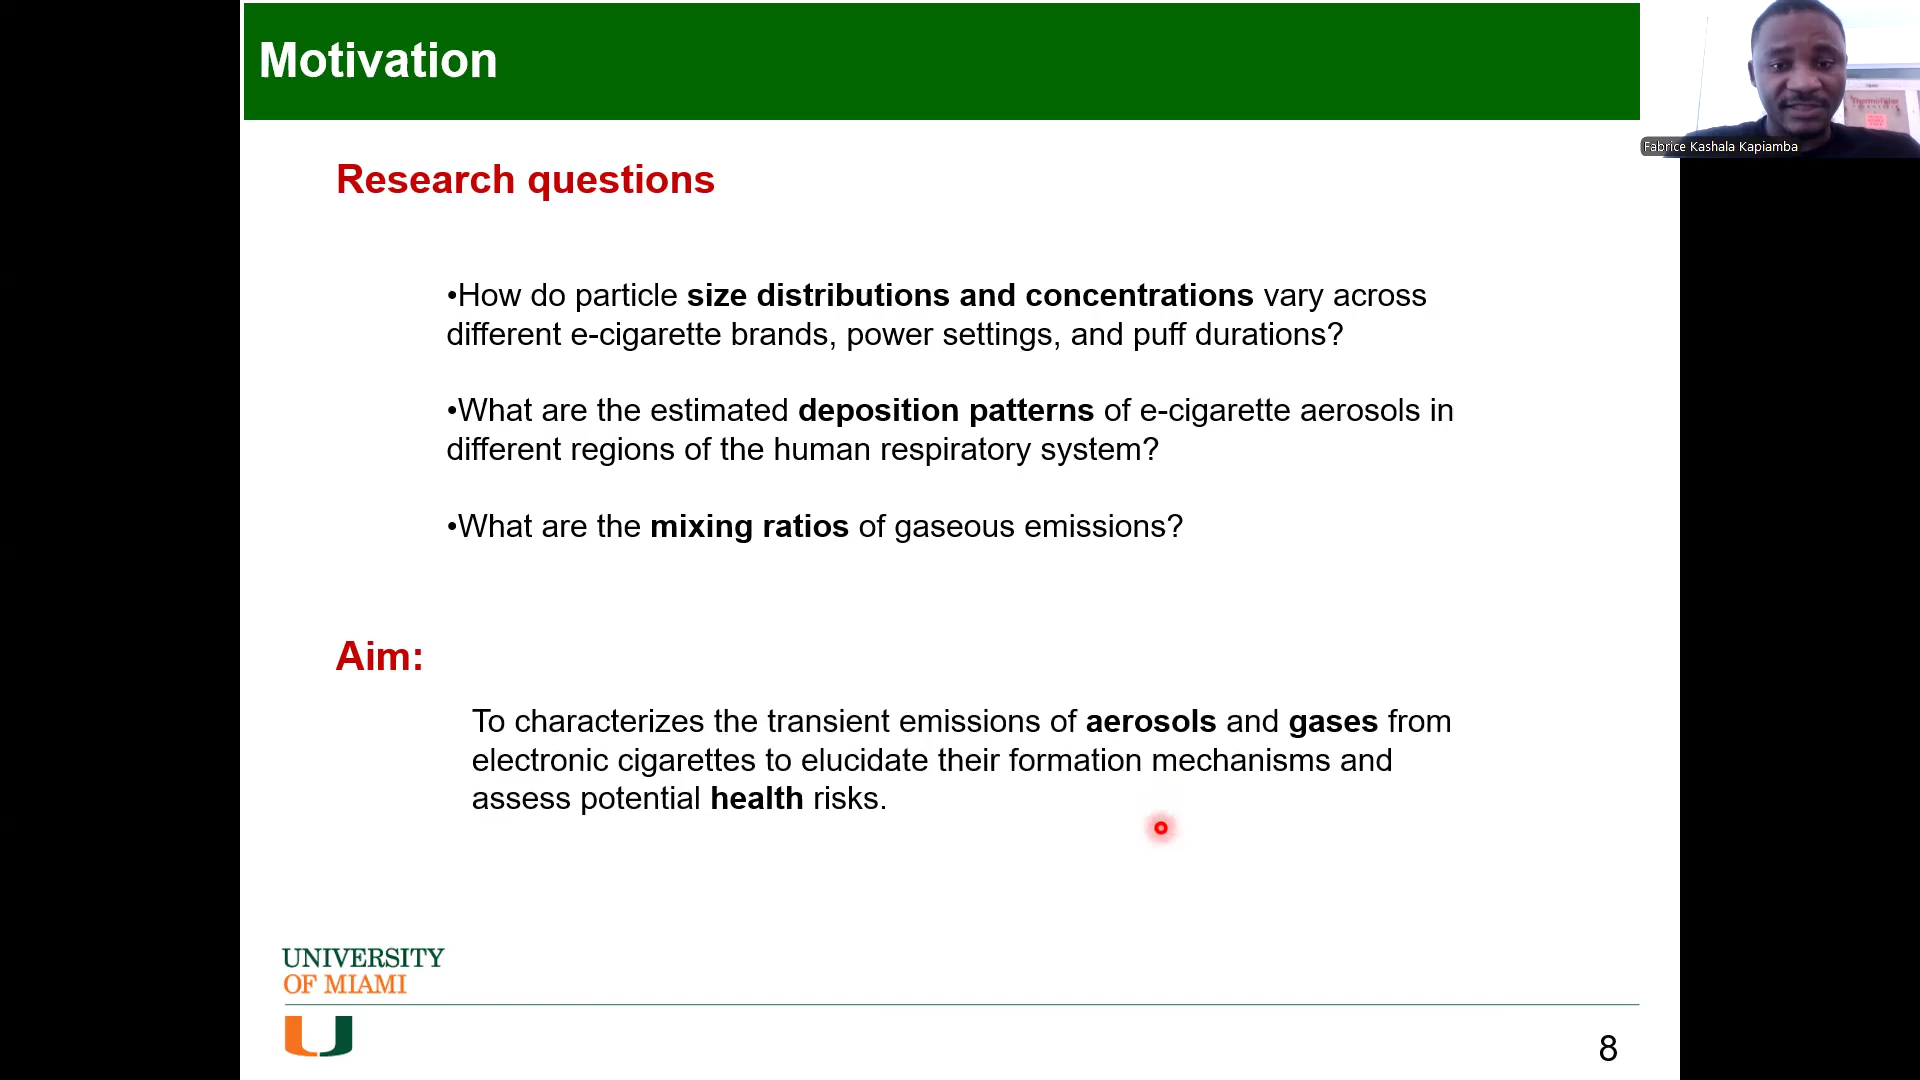 Motivation
Fabrice Kashala Kapiamba
Research questions
•How do particle size distributions and concentrations vary across
different e-cigarette brands, power settings, and puff durations?
•What are the estimated deposition patterns of e-cigarette aerosols in
different regions of the human respiratory system?
•What are the mixing ratios of gaseous emissions?
Aim:
To characterizes the transient emissions of aerosols and gases from
electronic cigarettes to elucidate their formation mechanisms and
assess potential health risks.
UNIVERSITY
OF MIAMI
8